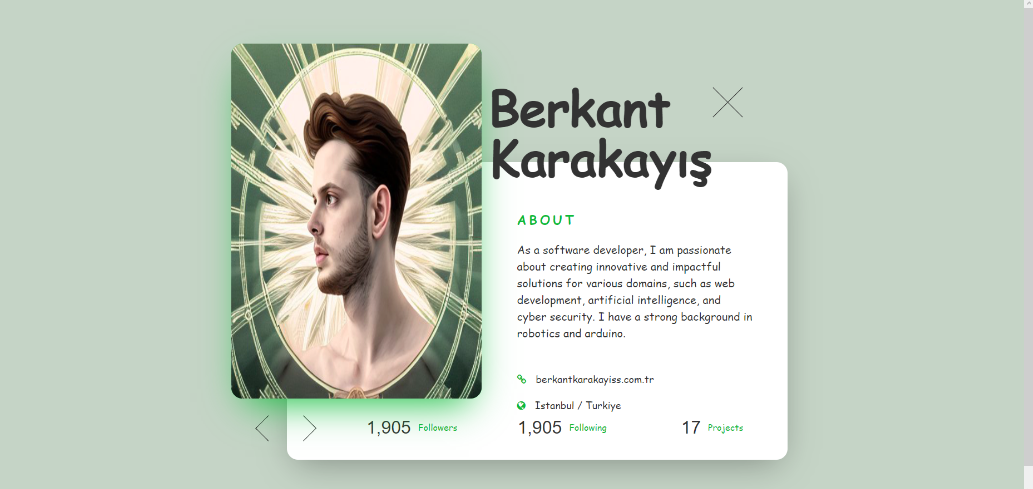 Berkant
Karakayış
ABOUT
As a software developer, I am passionate
about creating innovative and impactful
solutions for various domains, such as web
development, artificial intelligence, and
cyber security. I have a strong background in
robotics and arduino.
berkantkarakayiss.com.tr
Istanbul / Turkiye
1,905 Followers 1,905 Following 17 Projects